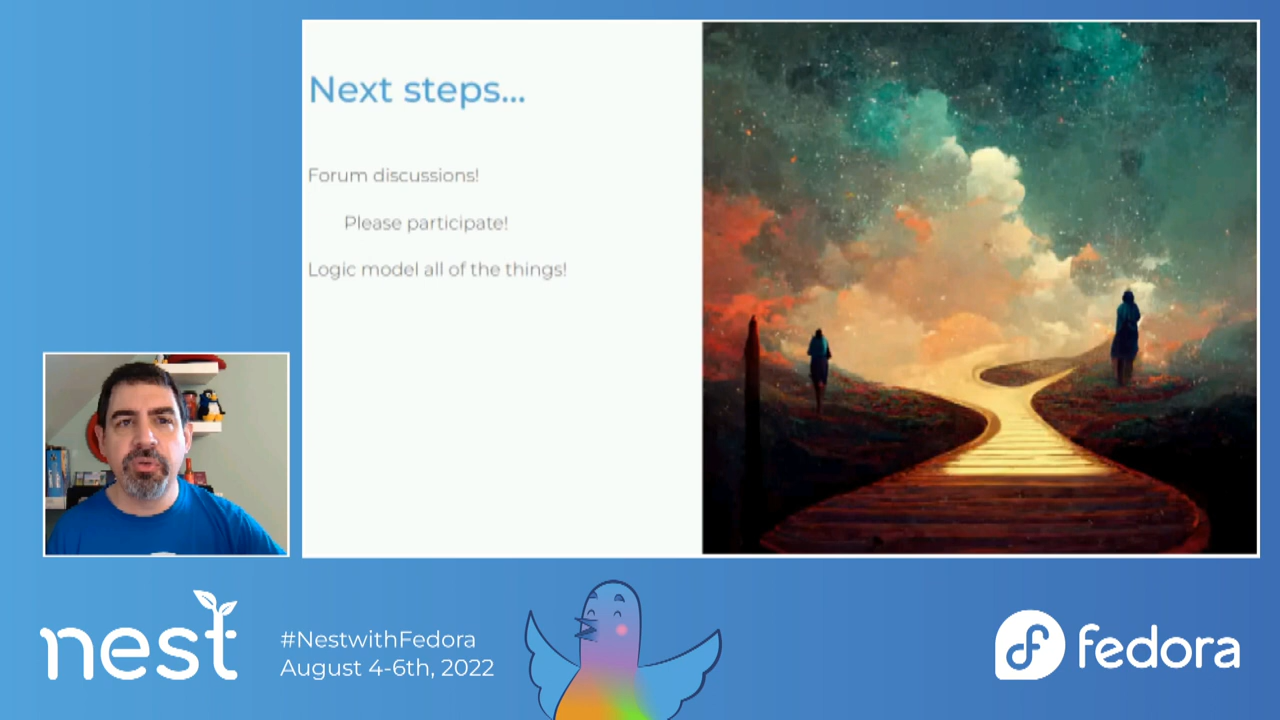 Next steps...
Forum discussions!
Please participate!
Logic model all of the things!
nest
#NestwithFedora
August 4-6th, 2022
fedora